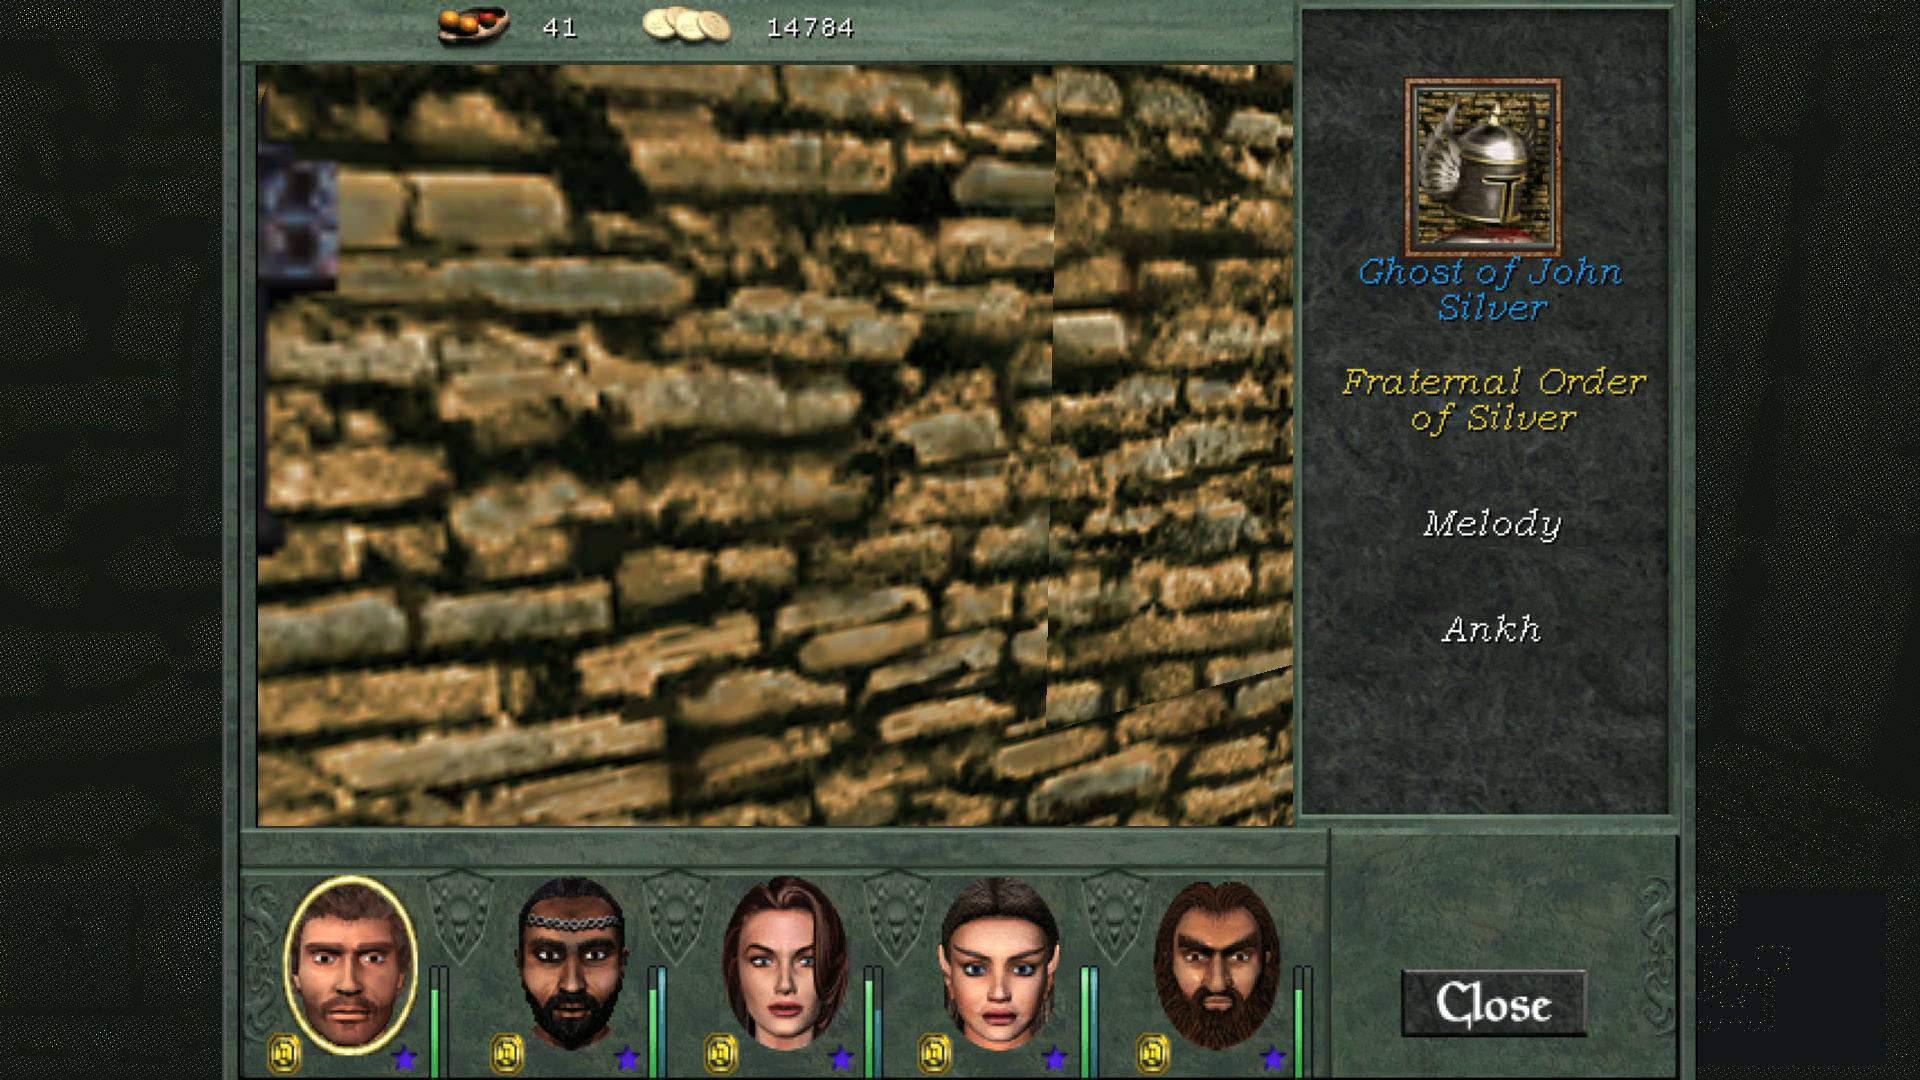 41
14784
Ghost of John
Silver
Fraternal Order
of Silver
Melody
Ankh
Close